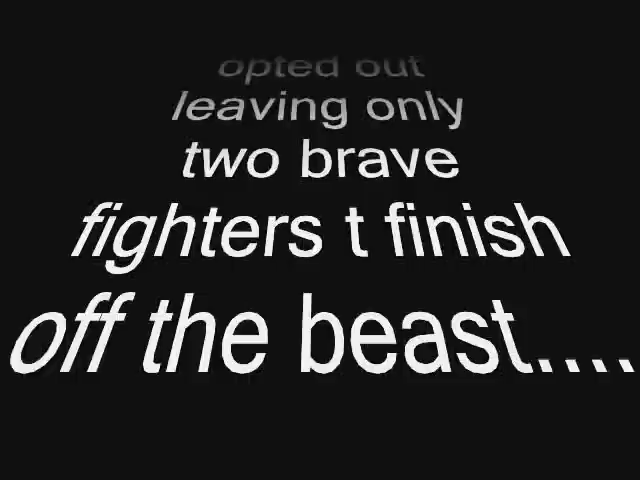 opted out
leaving only
two brave
fighters t finish
off the beast....